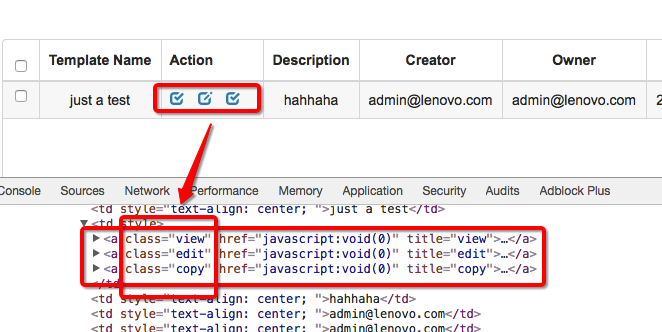 Template Name Action Description Creator Owner
just a test hahhaha admin@lenovo.com admin@lenovo.com 2
Console Sources Network Performance Memory Application Security Audits Adblock Plus
<td style="text-align: center; ">just a test</td>
▼<td style>
▶<a class="view" href="javascript:void(0)" title="view">…</a>
▶<a class="edit" href="javascript:void(0)" title="edit">…</a>
▶<a class="copy" href="javascript:void(0)" title="copy">…</a>
</td>
<td style="text-align: center; ">hahhaha</td>
<td style="text-align: center; ">admin@lenovo.com</td>
<td style="text-align: center; ">admin@lenovo.com</td>